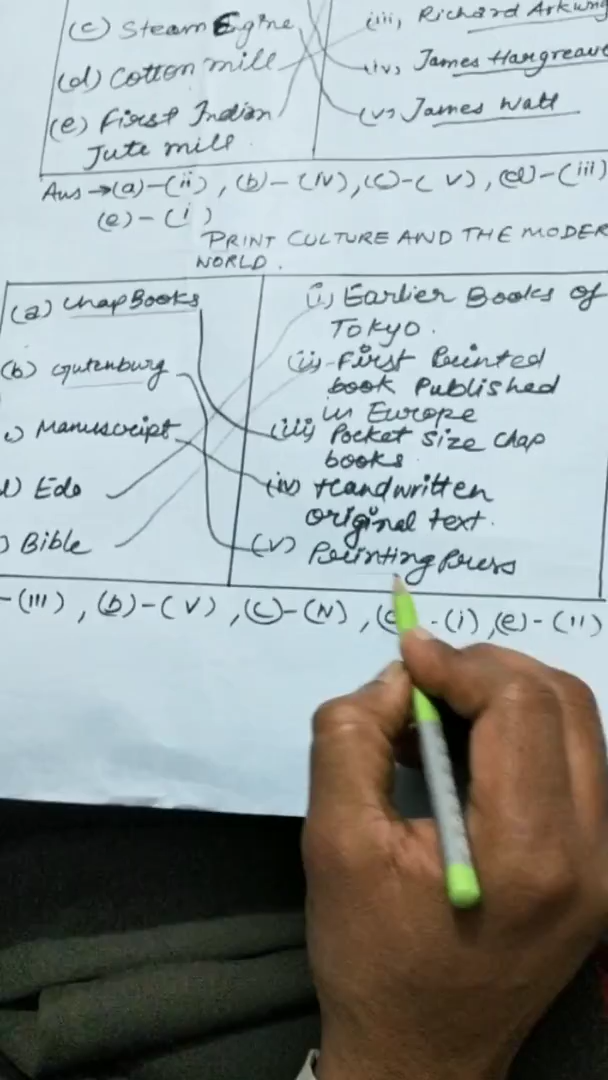 (c) Steam Engine
(iii, Richard Arkwrig
(d) Cotton mill
(iv, James Hargreave
(e) First Indian
Jute mill.
(v) James Watt
Ans →(a)-(ii), (b)-(IV), (c)-(V), (d)-(iii)
(e)-(i)
PRINT CULTURE AND THE MODER
WORLD.
(a) Chap Books
(i) Earlier Books of
Tokyo.
(b) Gutenburg
(ii) First Printed
book Published
in Europe
) Manuscript
(iii) Pocket Size Chap
books.
) Edo
(iv) Handwritten
original text.
) Bible
(v) Printing Press
-(III), (b)-(V), (c)-(IV), ( -(i), (e)-(II)